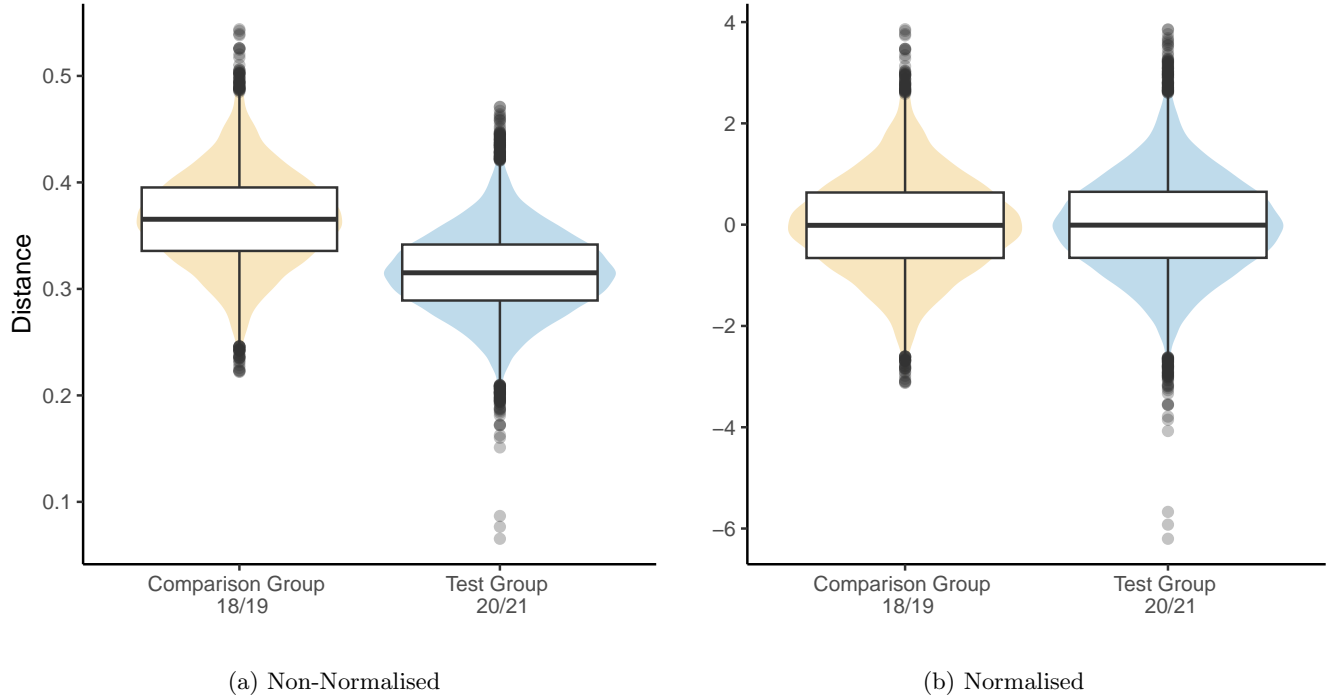 Distance
0.5
0.4
0.3
0.2
0.1
Comparison Group
18/19
Test Group
20/21
(a) Non-Normalised
4
2
0
−2
−4
−6
Comparison Group
18/19
Test Group
20/21
(b) Normalised